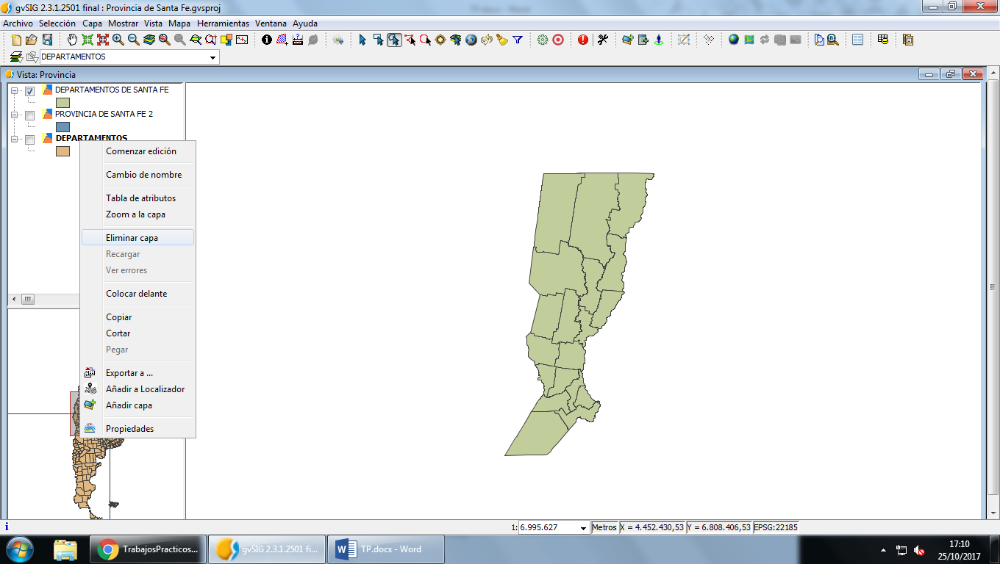 gvSIG 2.3.1.2501 final : Provincia de Santa Fe.gvsproj
Archivo Selección Capa Mostrar Vista Mapa Herramientas Ventana Ayuda
DEPARTAMENTOS
Vista: Provincia
DEPARTAMENTOS DE SANTA FE
PROVINCIA DE SANTA FE 2
DEPARTAMENTOS
Comenzar edición
Cambio de nombre
Tabla de atributos
Zoom a la capa
Eliminar capa
Recargar
Ver errores
Colocar delante
Copiar
Cortar
Pegar
Exportar a ...
Añadir a Localizador
Añadir capa
Propiedades
1: 6.995.627 Metros X = 4.452.430,53 Y = 6.808.406,53 EPSG:22185
TrabajosPracticos... gvSIG 2.3.1.2501 fi... TP.docx - Word
17:10
25/10/2017